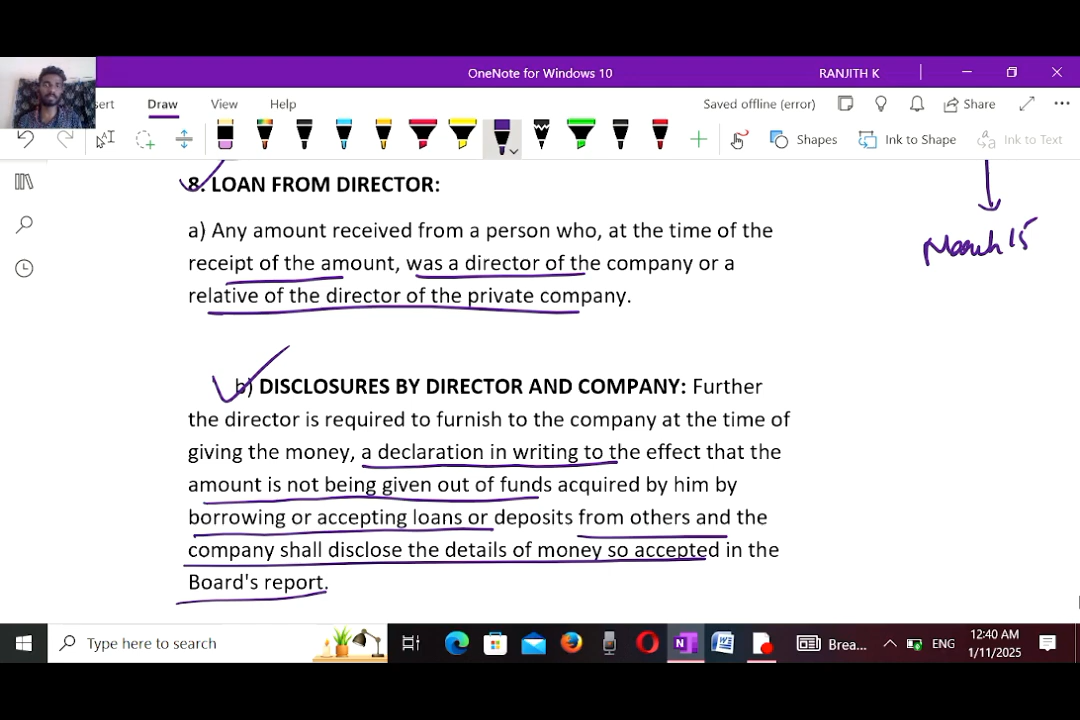 OneNote for Windows 10
RANJITH K
sert
Draw
View
Help
Saved offline (error)
Share
Shapes
Ink to Shape
Ink to Text
8. LOAN FROM DIRECTOR:
a) Any amount received from a person who, at the time of the
receipt of the amount, was a director of the company or a
relative of the director of the private company.
March 15
b) DISCLOSURES BY DIRECTOR AND COMPANY: Further
the director is required to furnish to the company at the time of
giving the money, a declaration in writing to the effect that the
amount is not being given out of funds acquired by him by
borrowing or accepting loans or deposits from others and the
company shall disclose the details of money so accepted in the
Board's report.
Type here to search
Brea...
ENG
12:40 AM
1/11/2025